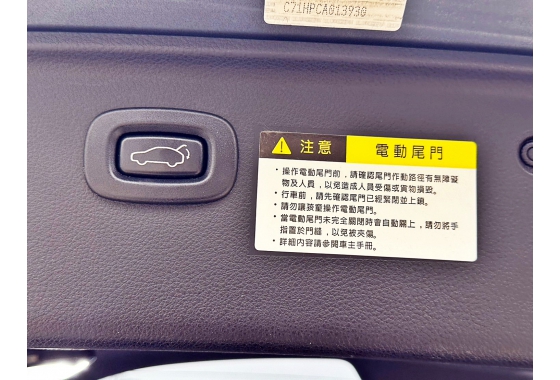 C71HPCA013930
注意
電動尾門
・操作電動尾門前，請確認尾門作動路徑有無障礙
物及人員，以免造成人員受傷或貨物損毀。
・行車前，請先確認尾門已經緊閉並上鎖。
・請勿讓孩童操作電動尾門。
・當電動尾門未完全關閉時會自動關上，請勿將手
指置於門縫，以免被夾傷。
・詳細內容請參閱車主手冊。